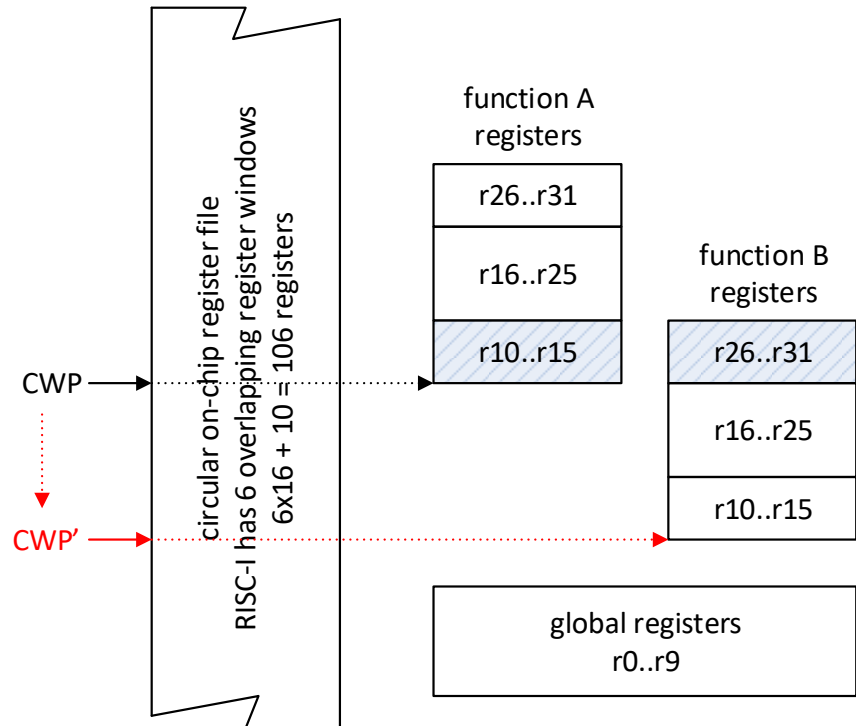 circular on-chip register file
RISC-I has 6 overlapping register windows
6x16 + 10 = 106 registers
CWP
CWP’
function A
registers
r26..r31
r16..r25
r10..r15
function B
registers
r26..r31
r16..r25
r10..r15
global registers
r0..r9